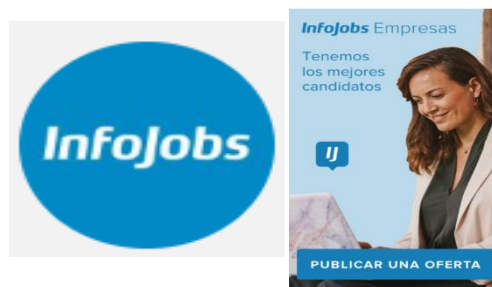 InfoJobs
InfoJobs Empresas
Tenemos
los mejores
candidatos
IJ
PUBLICAR UNA OFERTA